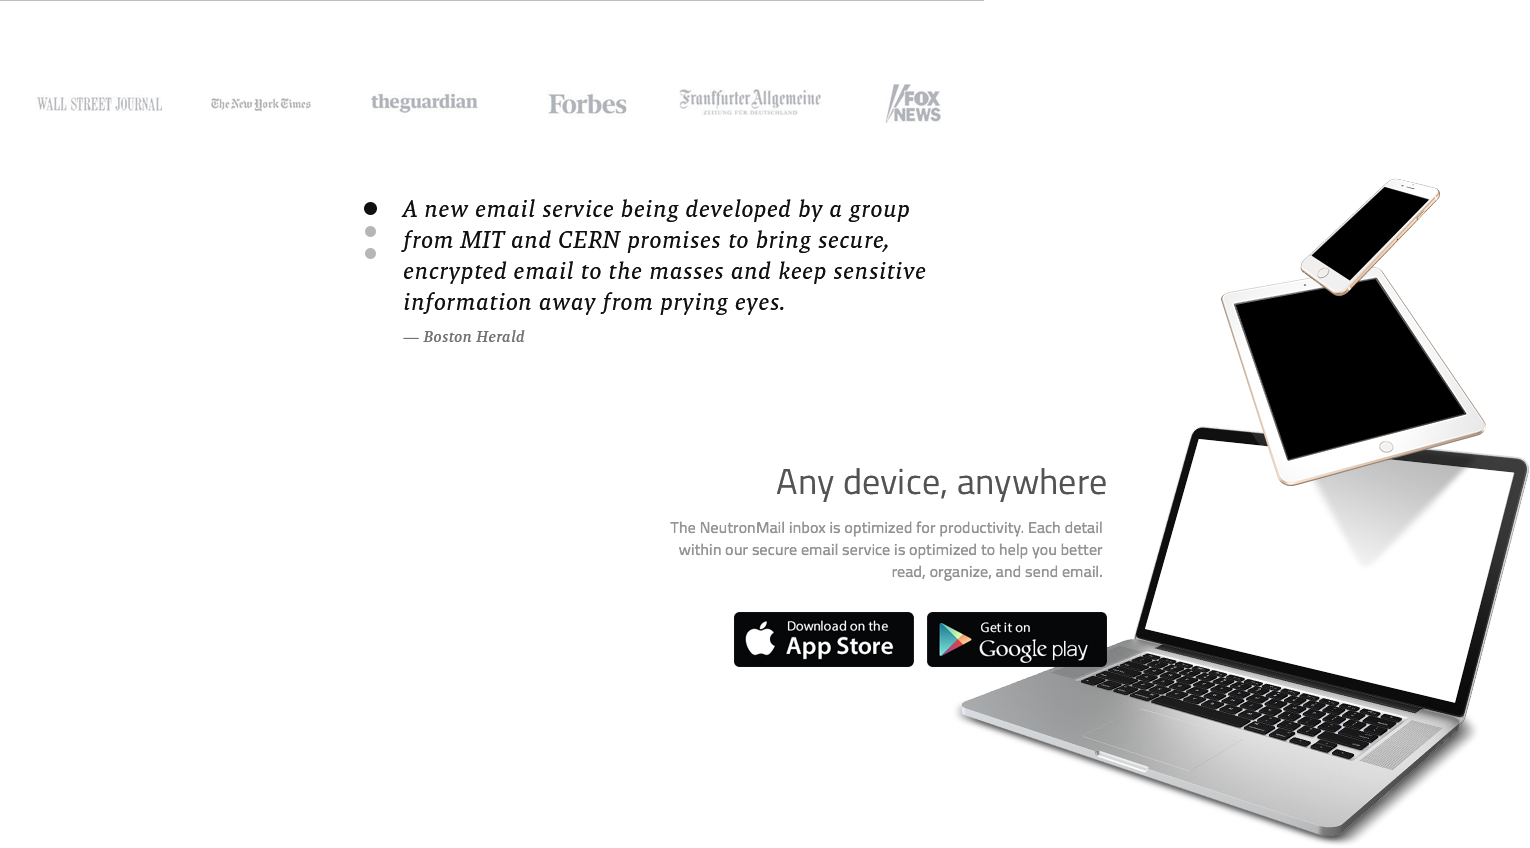 WALL STREET JOURNAL
The New York Times
theguardian
Forbes
Frankfurter Allgemeine
ZEITUNG FÜR DEUTSCHLAND
FOX
NEWS
A new email service being developed by a group
from MIT and CERN promises to bring secure,
encrypted email to the masses and keep sensitive
information away from prying eyes.
— Boston Herald
Any device, anywhere
The NeutronMail inbox is optimized for productivity. Each detail
within our secure email service is optimized to help you better
read, organize, and send email.
Download on the
App Store
Get it on
Google play